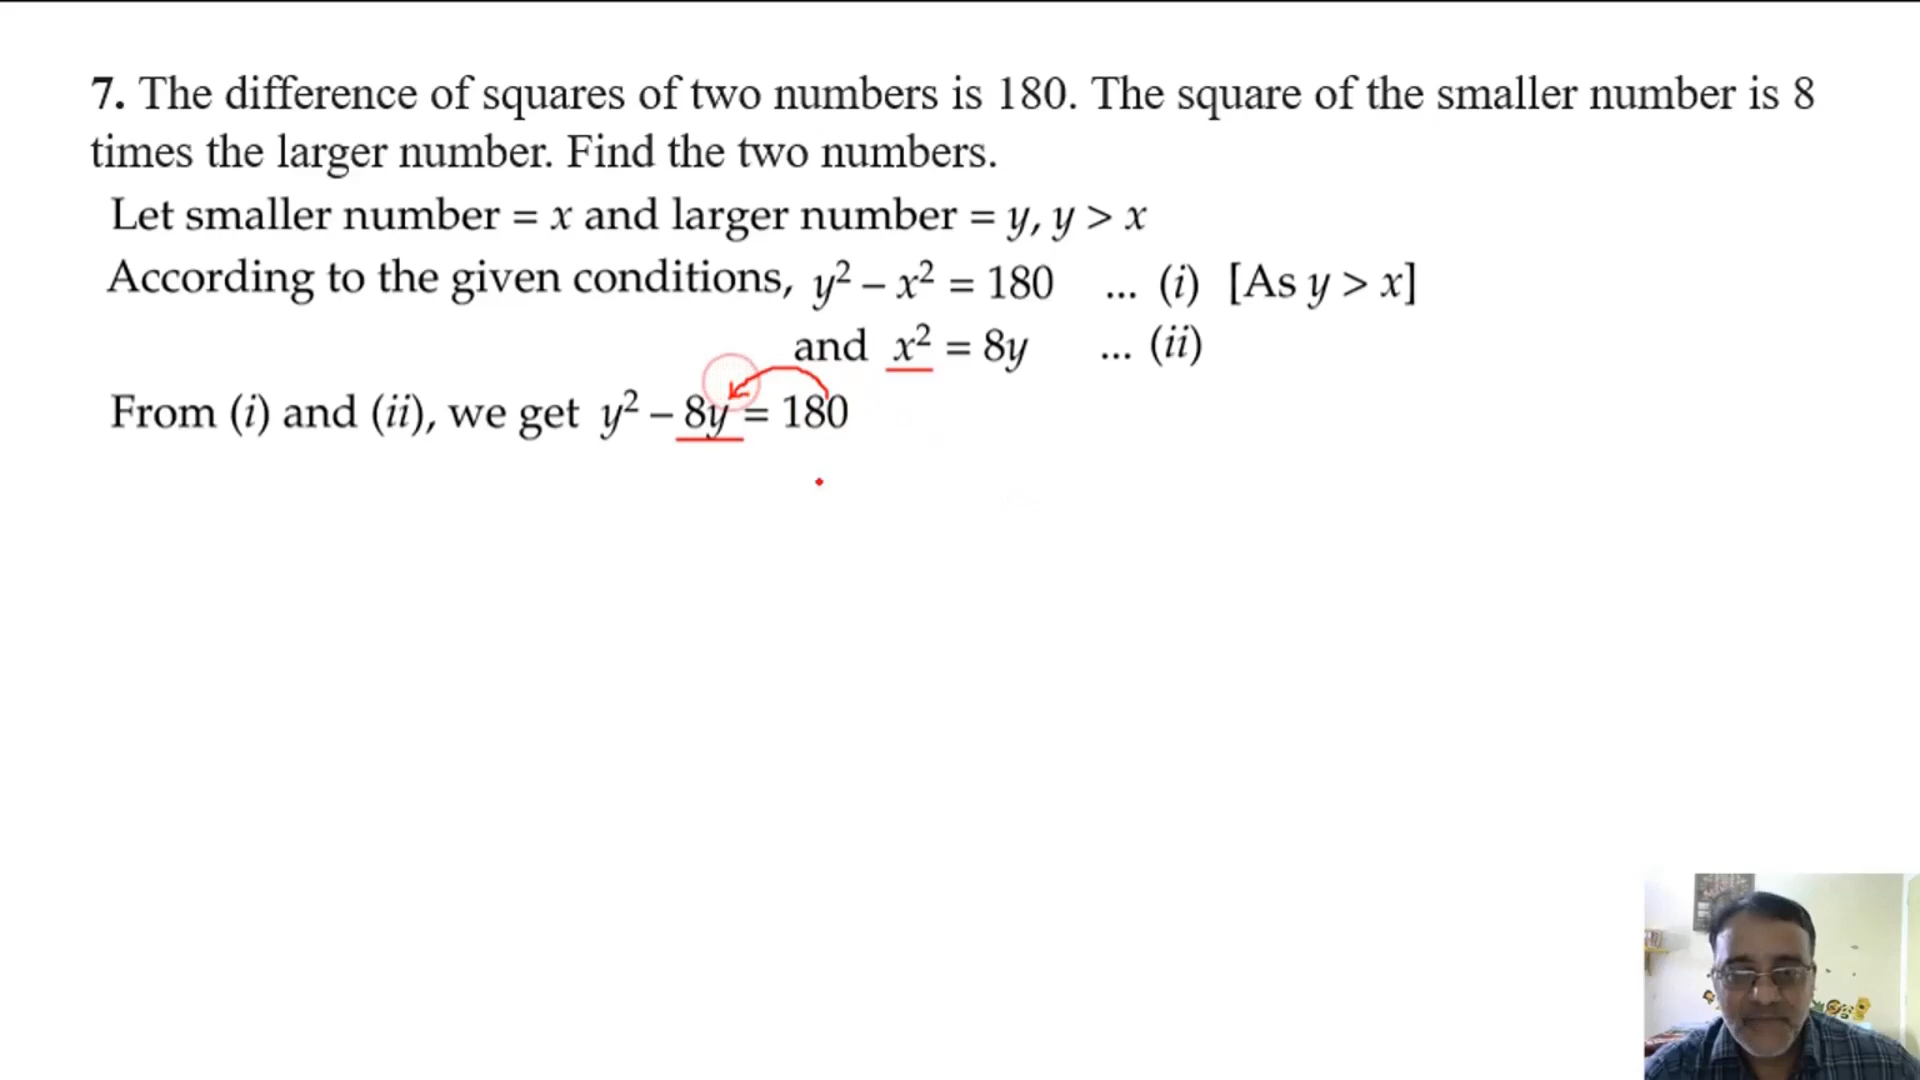 7. The difference of squares of two numbers is 180. The square of the smaller number is 8
times the larger number. Find the two numbers.
Let smaller number = x and larger number = y, y > x
According to the given conditions, y² – x² = 180 ... (i) [As y > x]
and x² = 8y ... (ii)
From (i) and (ii), we get y² – 8y = 180